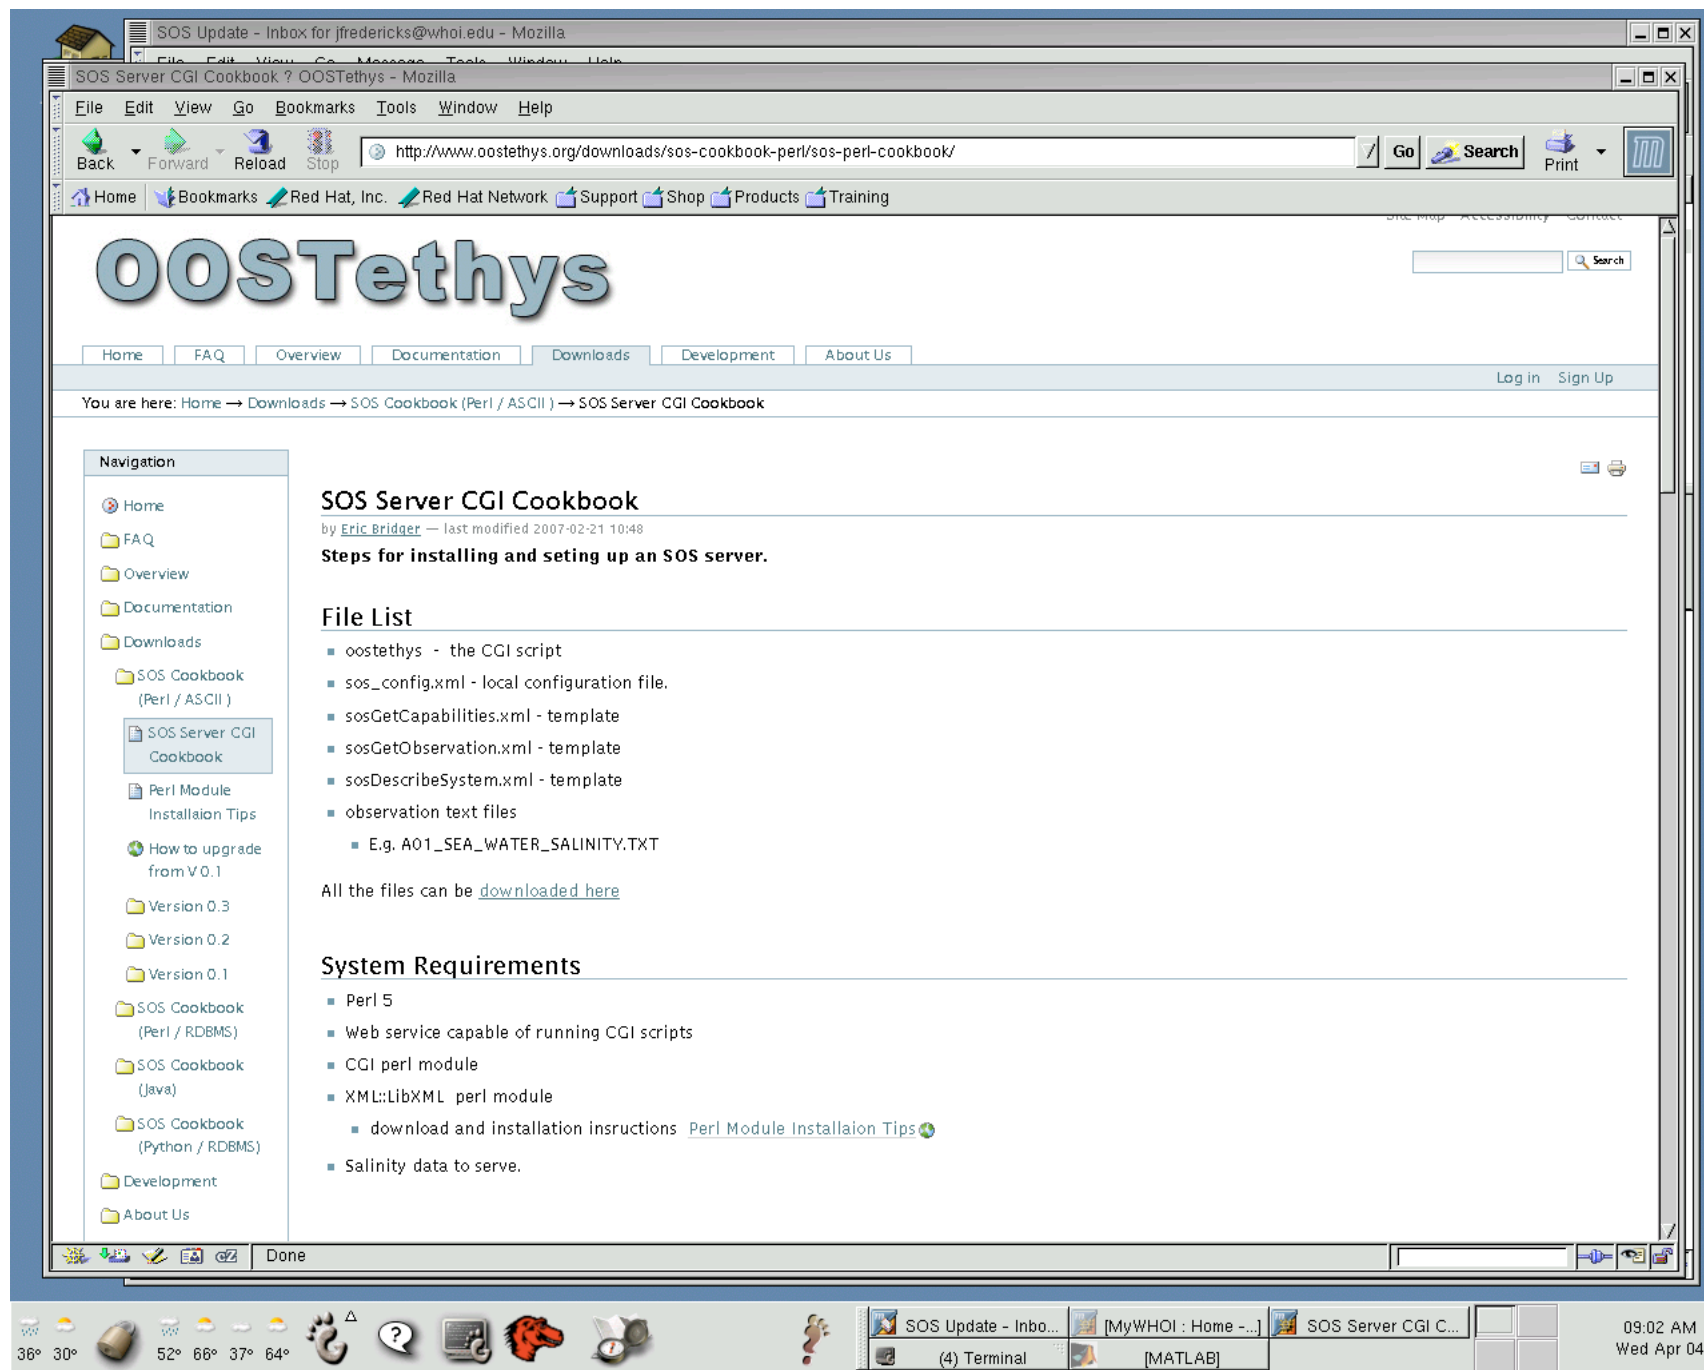 SOS Update - Inbox for jfredericks@whoi.edu - Mozilla
File Edit View Go Message Tools Window Help
SOS Server CGI Cookbook ? OOSTethys - Mozilla
File Edit View Go Bookmarks Tools Window Help
Back Forward Reload Stop http://www.oostethys.org/downloads/sos-cookbook-perl/sos-perl-cookbook/ Go Search Print
Home Bookmarks Red Hat, Inc. Red Hat Network Support Shop Products Training
Site Map Accessibility Contact
OOSTethys
Search
Home FAQ Overview Documentation Downloads Development About Us
Log in Sign Up
You are here: Home → Downloads → SOS Cookbook (Perl / ASCII ) → SOS Server CGI Cookbook
Navigation
Home
FAQ
Overview
Documentation
Downloads
SOS Cookbook
(Perl / ASCII )
SOS Server CGI
Cookbook
Perl Module
Installaion Tips
How to upgrade
from V 0.1
Version 0.3
Version 0.2
Version 0.1
SOS Cookbook
(Perl / RDBMS)
SOS Cookbook
(Java)
SOS Cookbook
(Python / RDBMS)
Development
About Us
SOS Server CGI Cookbook
by Eric Bridger — last modified 2007-02-21 10:48
Steps for installing and seting up an SOS server.
File List
oostethys - the CGI script
sos_config.xml - local configuration file.
sosGetCapabilities.xml - template
sosGetObservation.xml - template
sosDescribeSystem.xml - template
observation text files
E.g. A01_SEA_WATER_SALINITY.TXT
All the files can be downloaded here
System Requirements
Perl 5
Web service capable of running CGI scripts
CGI perl module
XML::LibXML perl module
download and installation insructions Perl Module Installaion Tips
Salinity data to serve.
Done
36° 30° 52° 66° 37° 64°
SOS Update - Inbo... [MyWHOI : Home -...] SOS Server CGI C...
(4) Terminal [MATLAB]
09:02 AM
Wed Apr 04